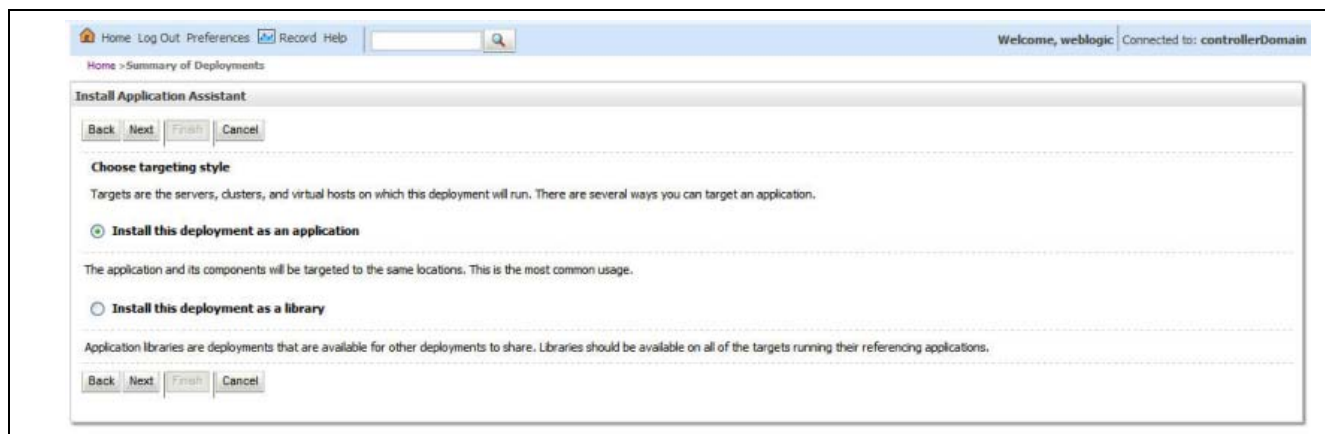 Home Log Out Preferences Record Help
Welcome, weblogic Connected to: controllerDomain
Home >Summary of Deployments
Install Application Assistant
Back Next Finish Cancel
Choose targeting style
Targets are the servers, clusters, and virtual hosts on which this deployment will run. There are several ways you can target an application.
Install this deployment as an application
The application and its components will be targeted to the same locations. This is the most common usage.
Install this deployment as a library
Application libraries are deployments that are available for other deployments to share. Libraries should be available on all of the targets running their referencing applications.
Back Next Finish Cancel